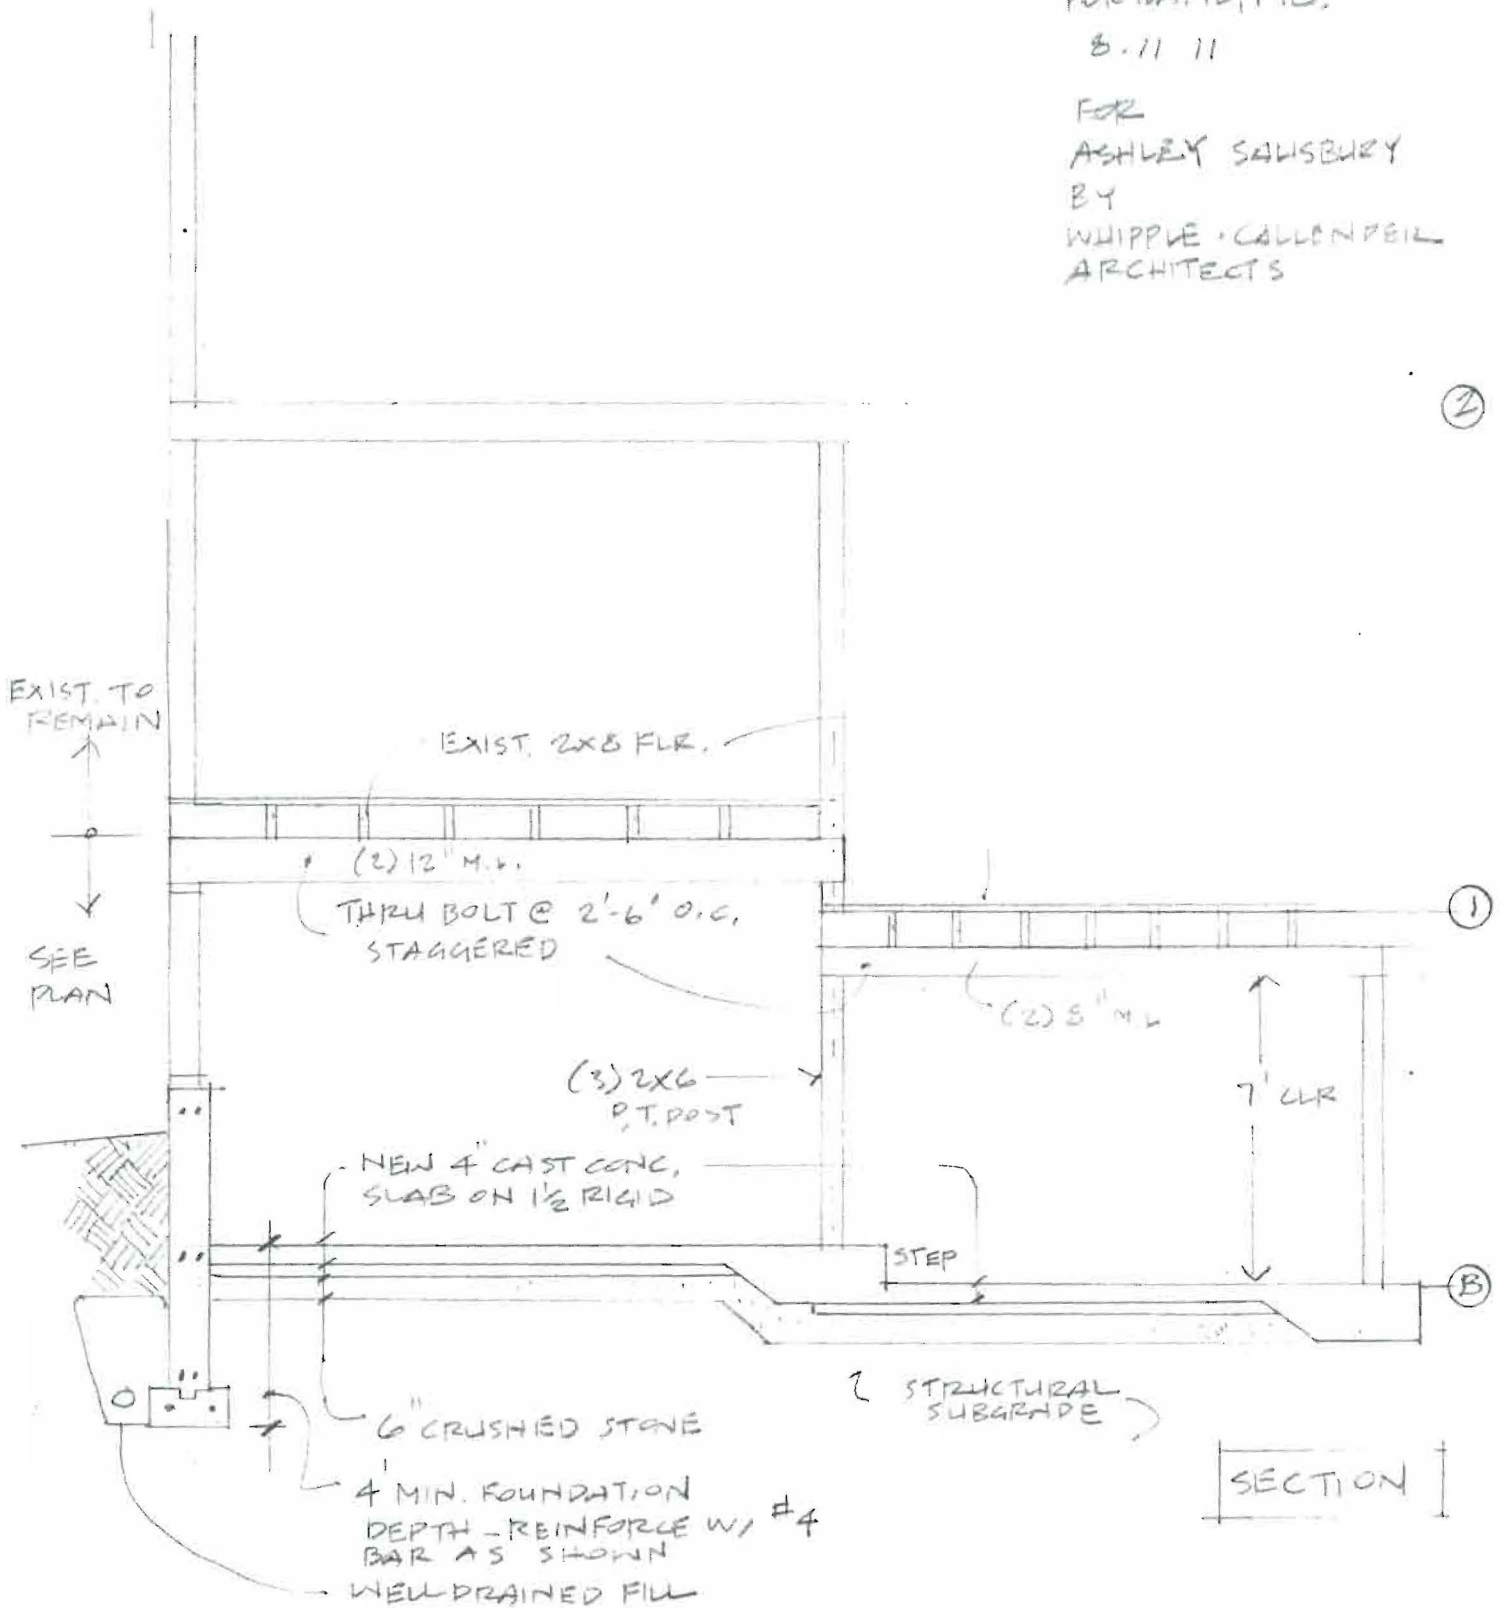 8.11 11
FOR
ASHLEY SALISBURY
BY
WHIPPLE · CALLENDER
ARCHITECTS
2
EXIST. TO
REMAIN
EXIST. 2X8 FLR.
(2) 12" M.L.
THRU BOLT @ 2'-6" O.C.
STAGGERED
1
SEE
PLAN
(2) 8" M.L
(3) 2X6
P.T. POST
7' CLR
NEW 4" CAST CONC.
SLAB ON 1½ RIGID
STEP
B
STRUCTURAL
SUBGRADE
6" CRUSHED STONE
SECTION
4' MIN. FOUNDATION
DEPTH - REINFORCE W/ #4
BAR AS SHOWN
WELL DRAINED FILL